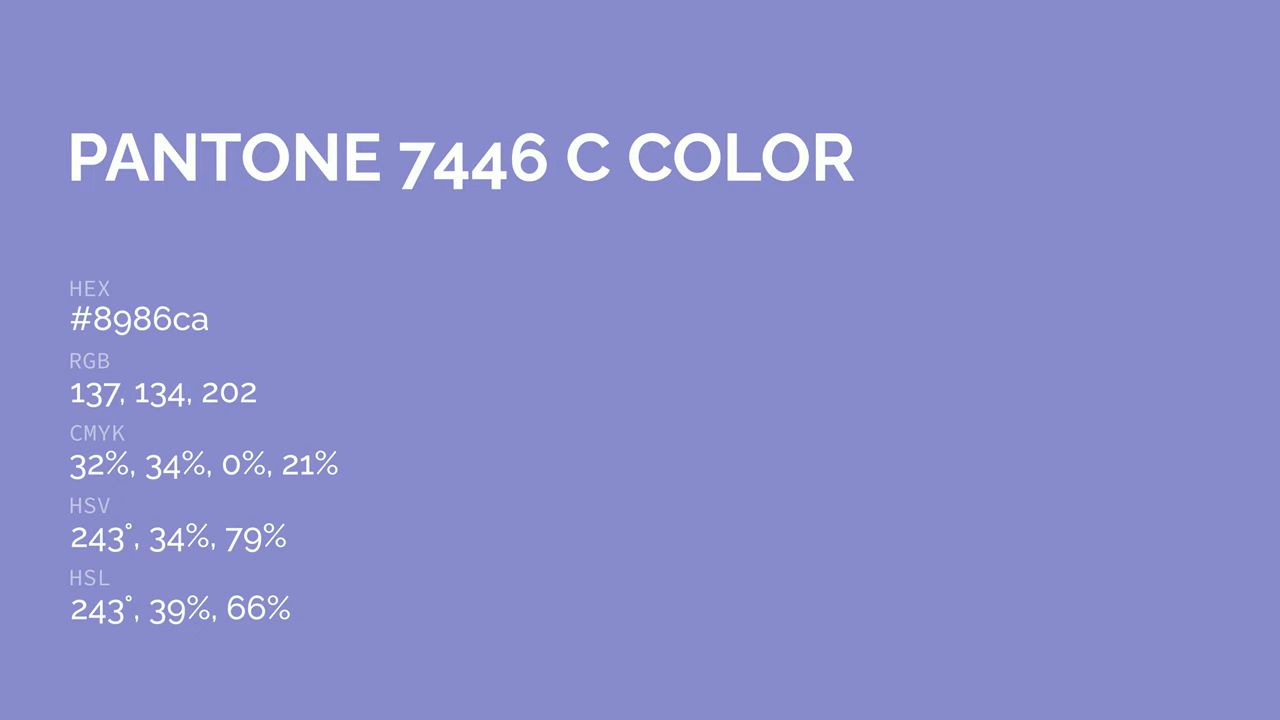 PANTONE 7446 C COLOR
HEX
#8986ca
RGB
137, 134, 202
CMYK
32%, 34%, 0%, 21%
HSV
243°, 34%, 79%
HSL
243°, 39%, 66%